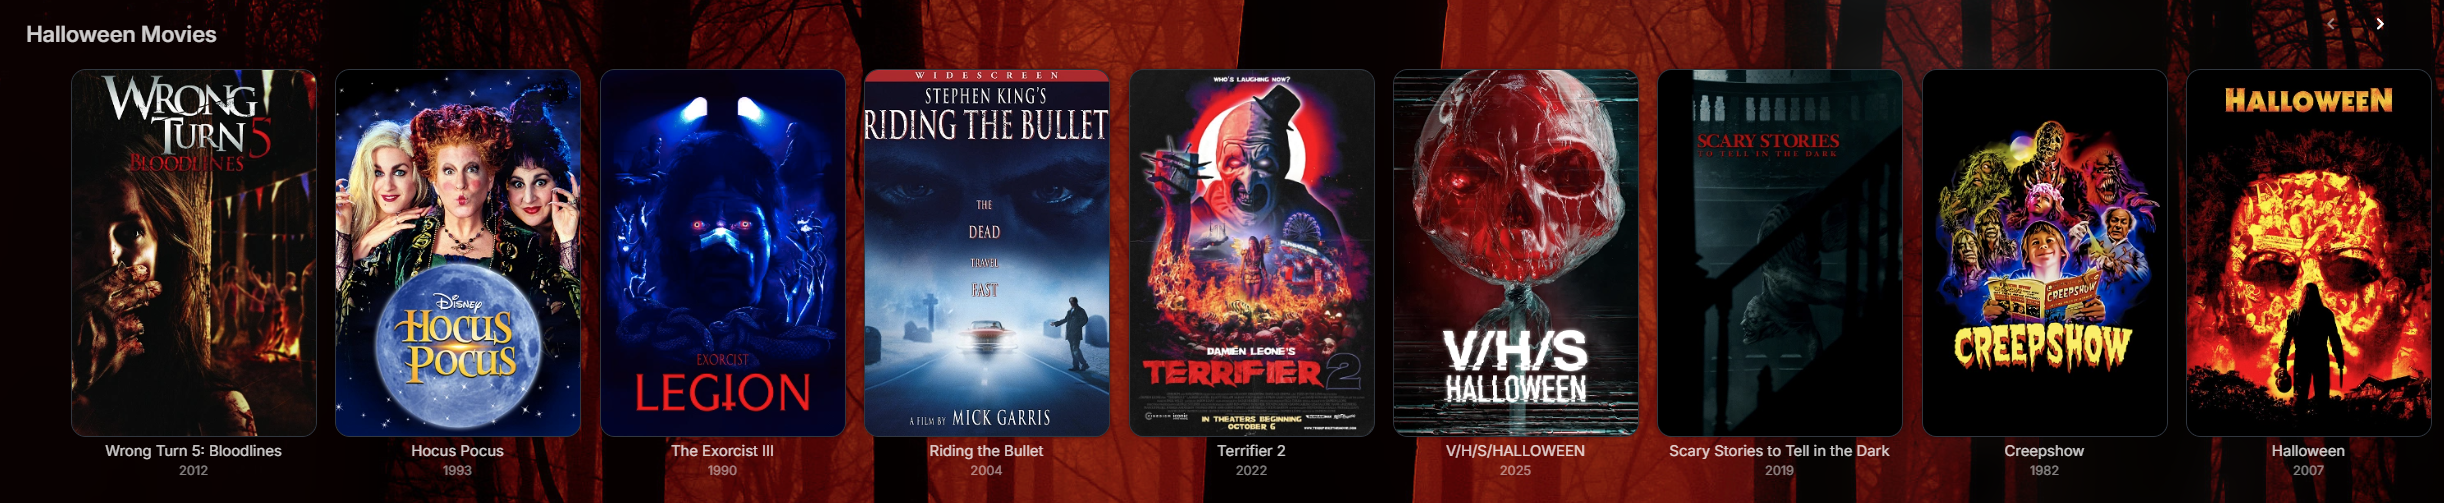 Halloween Movies
WRONG
TURN 5
BLOODLINES
Wrong Turn 5: Bloodlines
2012
DISNEY
HOCUS
POCUS
Hocus Pocus
1993
EXORCIST
LEGION
The Exorcist III
1990
WIDESCREEN
STEPHEN KING'S
RIDING THE BULLET
THE
DEAD
TRAVEL
FAST
A FILM BY MICK GARRIS
Riding the Bullet
2004
WHO'S LAUGHING NOW?
FUNHOUSE
DAMIEN LEONE'S
TERRIFIER 2
IN THEATERS BEGINNING
OCTOBER 6
Terrifier 2
2022
V/H/S
HALLOWEEN
V/H/S/HALLOWEEN
2025
SCARY STORIES
TO TELL IN THE DARK
Scary Stories to Tell in the Dark
2019
CREEPSHOW
CREEPSHOW
Creepshow
1982
HALLOWEEN
Halloween
2007